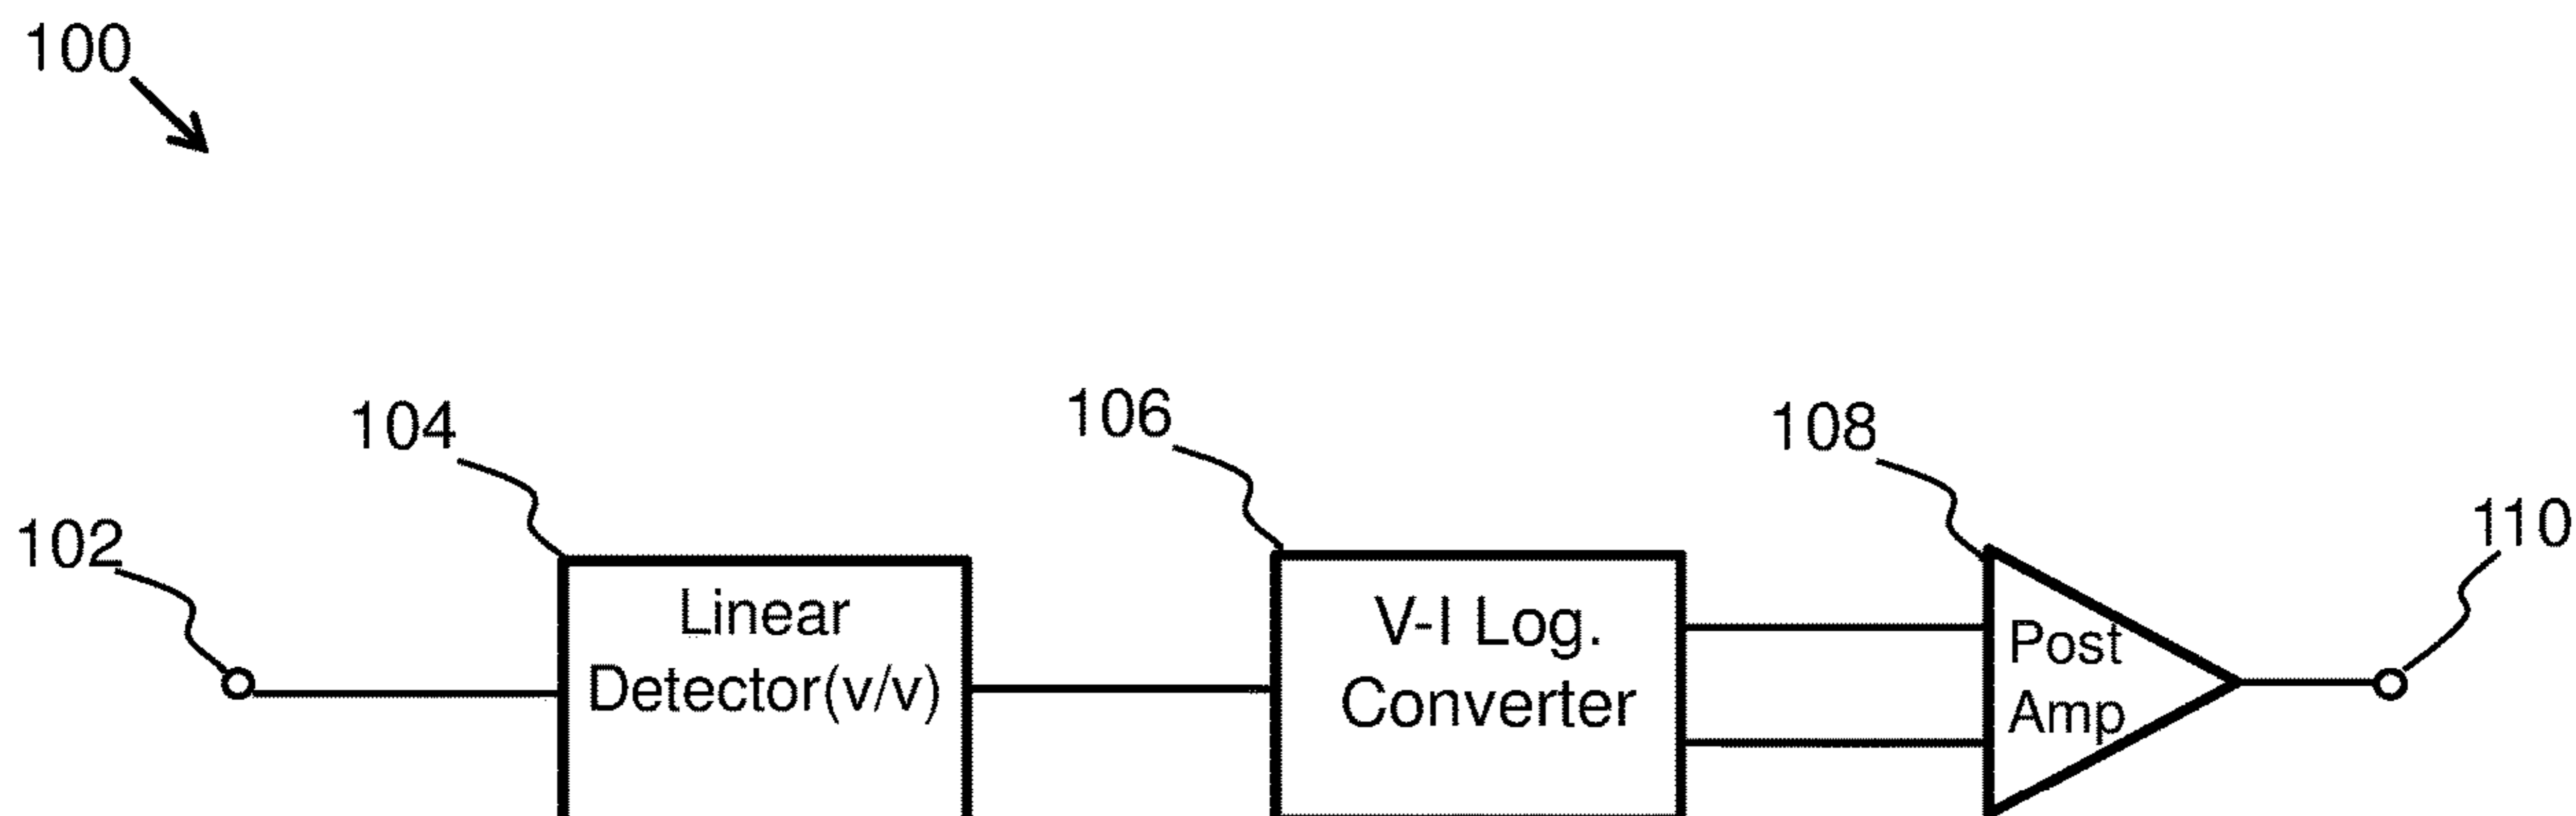 100
104
106
108
102
110
Linear
Detector(v/v)
V-I Log.
Converter
Post
Amp